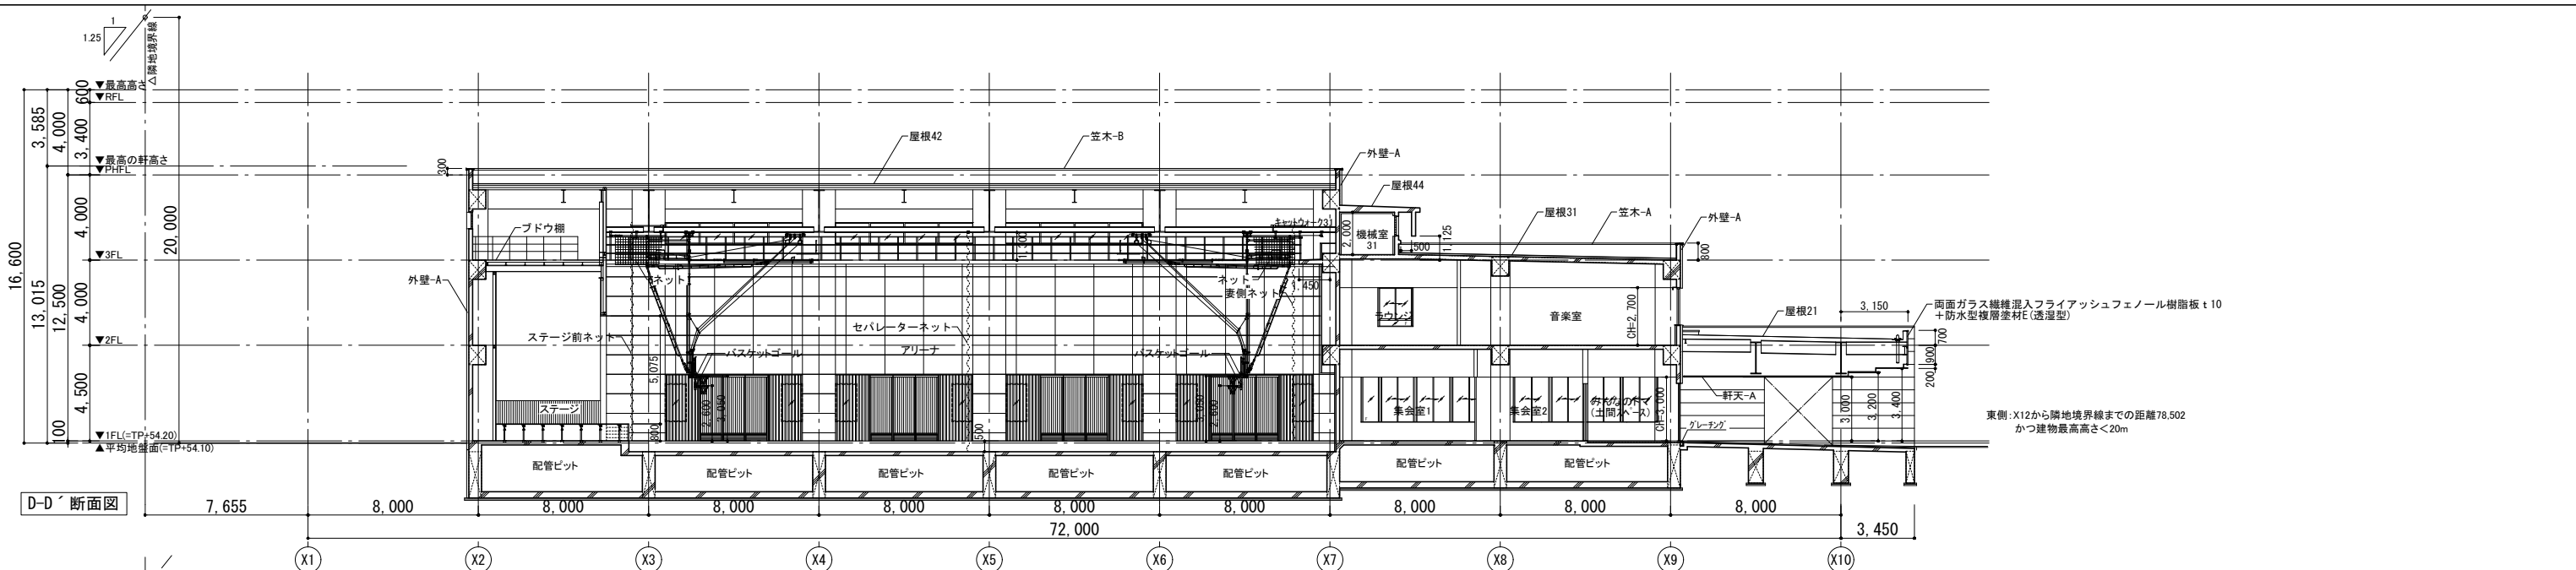 1
1.25
△隣地境界線
▼最高高さ
▼RFL
▼最高の軒高さ
▼PHFL
▼3FL
▼2FL
▼1FL(=TP+54.20)
▲平均地盤面(=TP+54.10)
16,600
3,585
13,015
4,000
12,500
100
600
3,400
4,000
4,000
4,500
20,000
300
屋根42
笠木-B
外壁-A
屋根44
屋根31
笠木-A
外壁-A
ブドウ棚
キャットウォーク31
機械室
31
2,000
500
1,125
800
1,300
外壁-A
ネット
ネット
妻側ネット
1,450
ラウンジ
音楽室
CH=2,700
屋根21
3,150
両面ガラス繊維混入フライアッシュフェノール樹脂板ｔ10
＋防水型複層塗材E(透湿型)
700
900
200
ステージ前ネット
セパレーターネット
アリーナ
バスケットゴール
バスケットゴール
5,075
2,600
3,050
3,050
2,600
ステージ
800
500
集会室1
集会室2
みんなのドマ
(土間スペース)
CH=3,000
軒天-A
3,000
3,200
3,400
グレーチング
東側:X12から隣地境界線までの距離78,502
かつ建物最高高さ＜20m
配管ピット
配管ピット
配管ピット
配管ピット
配管ピット
配管ピット
配管ピット
D-D´断面図
7,655
8,000
8,000
8,000
8,000
8,000
8,000
8,000
8,000
8,000
72,000
3,450
X1
X2
X3
X4
X5
X6
X7
X8
X9
X10